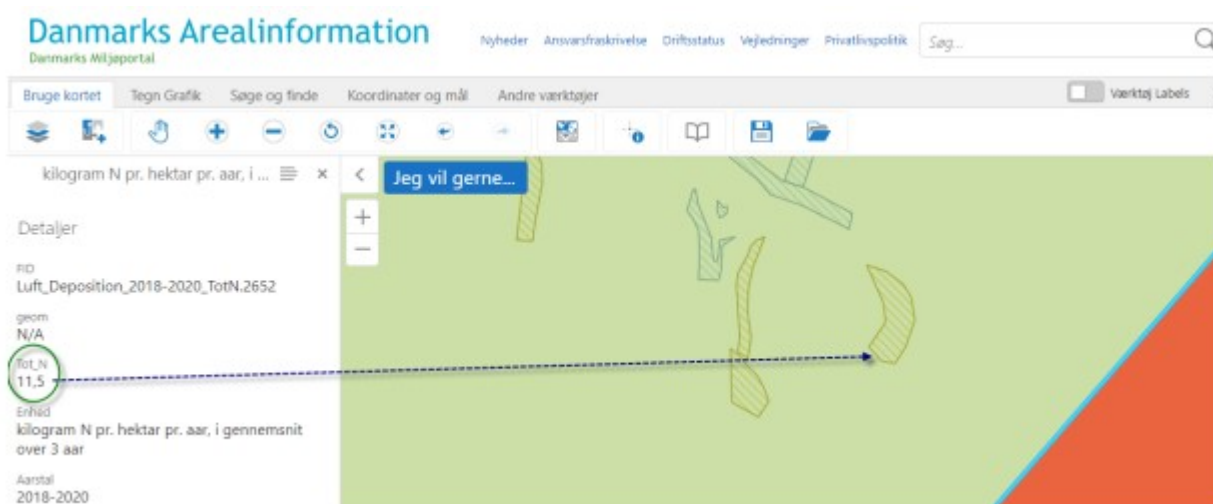 Danmarks Arealinformation
Danmarks Miljøportal
Nyheder Ansvarsfraskrivelse Driftsstatus Vejledninger Privatlivspolitik Søg...
Bruge kortet Tegn Grafik Søge og finde Koordinater og mål Andre værktøjer Værktøj Labels
kilogram N pr. hektar pr. aar, i ...
Jeg vil gerne...
Detaljer
FID
Luft_Deposition_2018-2020_TotN.2652
geom
N/A
Tot_N
11,5
Enhed
kilogram N pr. hektar pr. aar, i gennemsnit
over 3 aar
Aarstal
2018-2020